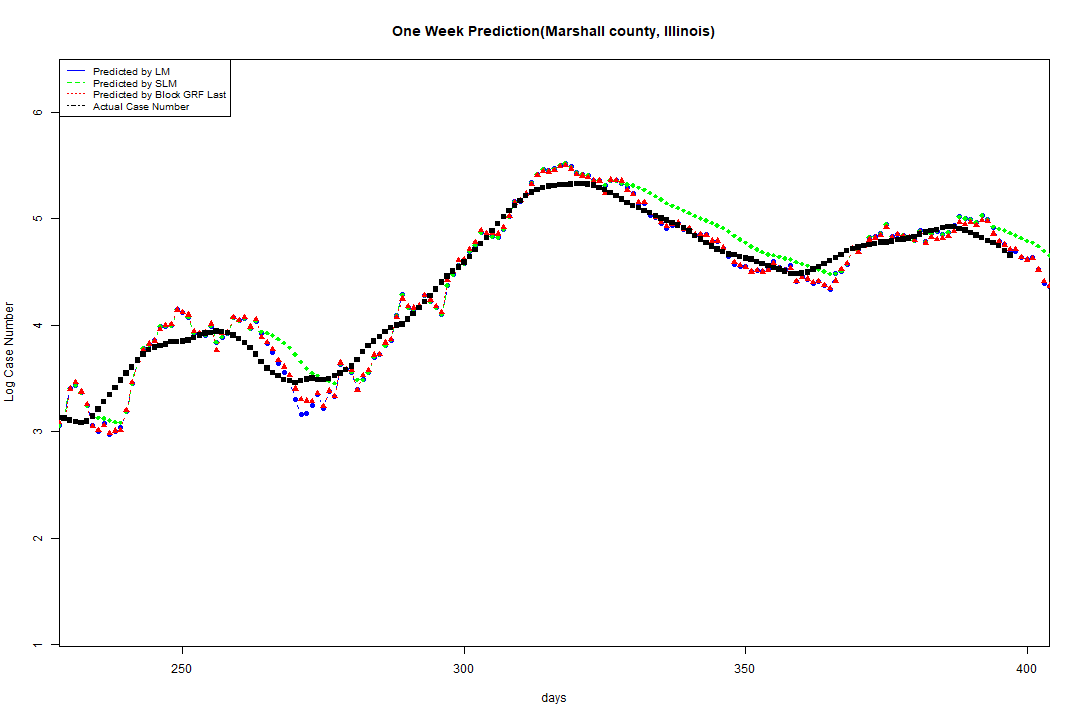 One Week Prediction(Marshall county, Illinois)
Predicted by LM
Predicted by SLM
Predicted by Block GRF Last
Actual Case Number
6
5
4
3
2
1
Log Case Number
250
300
350
400
days